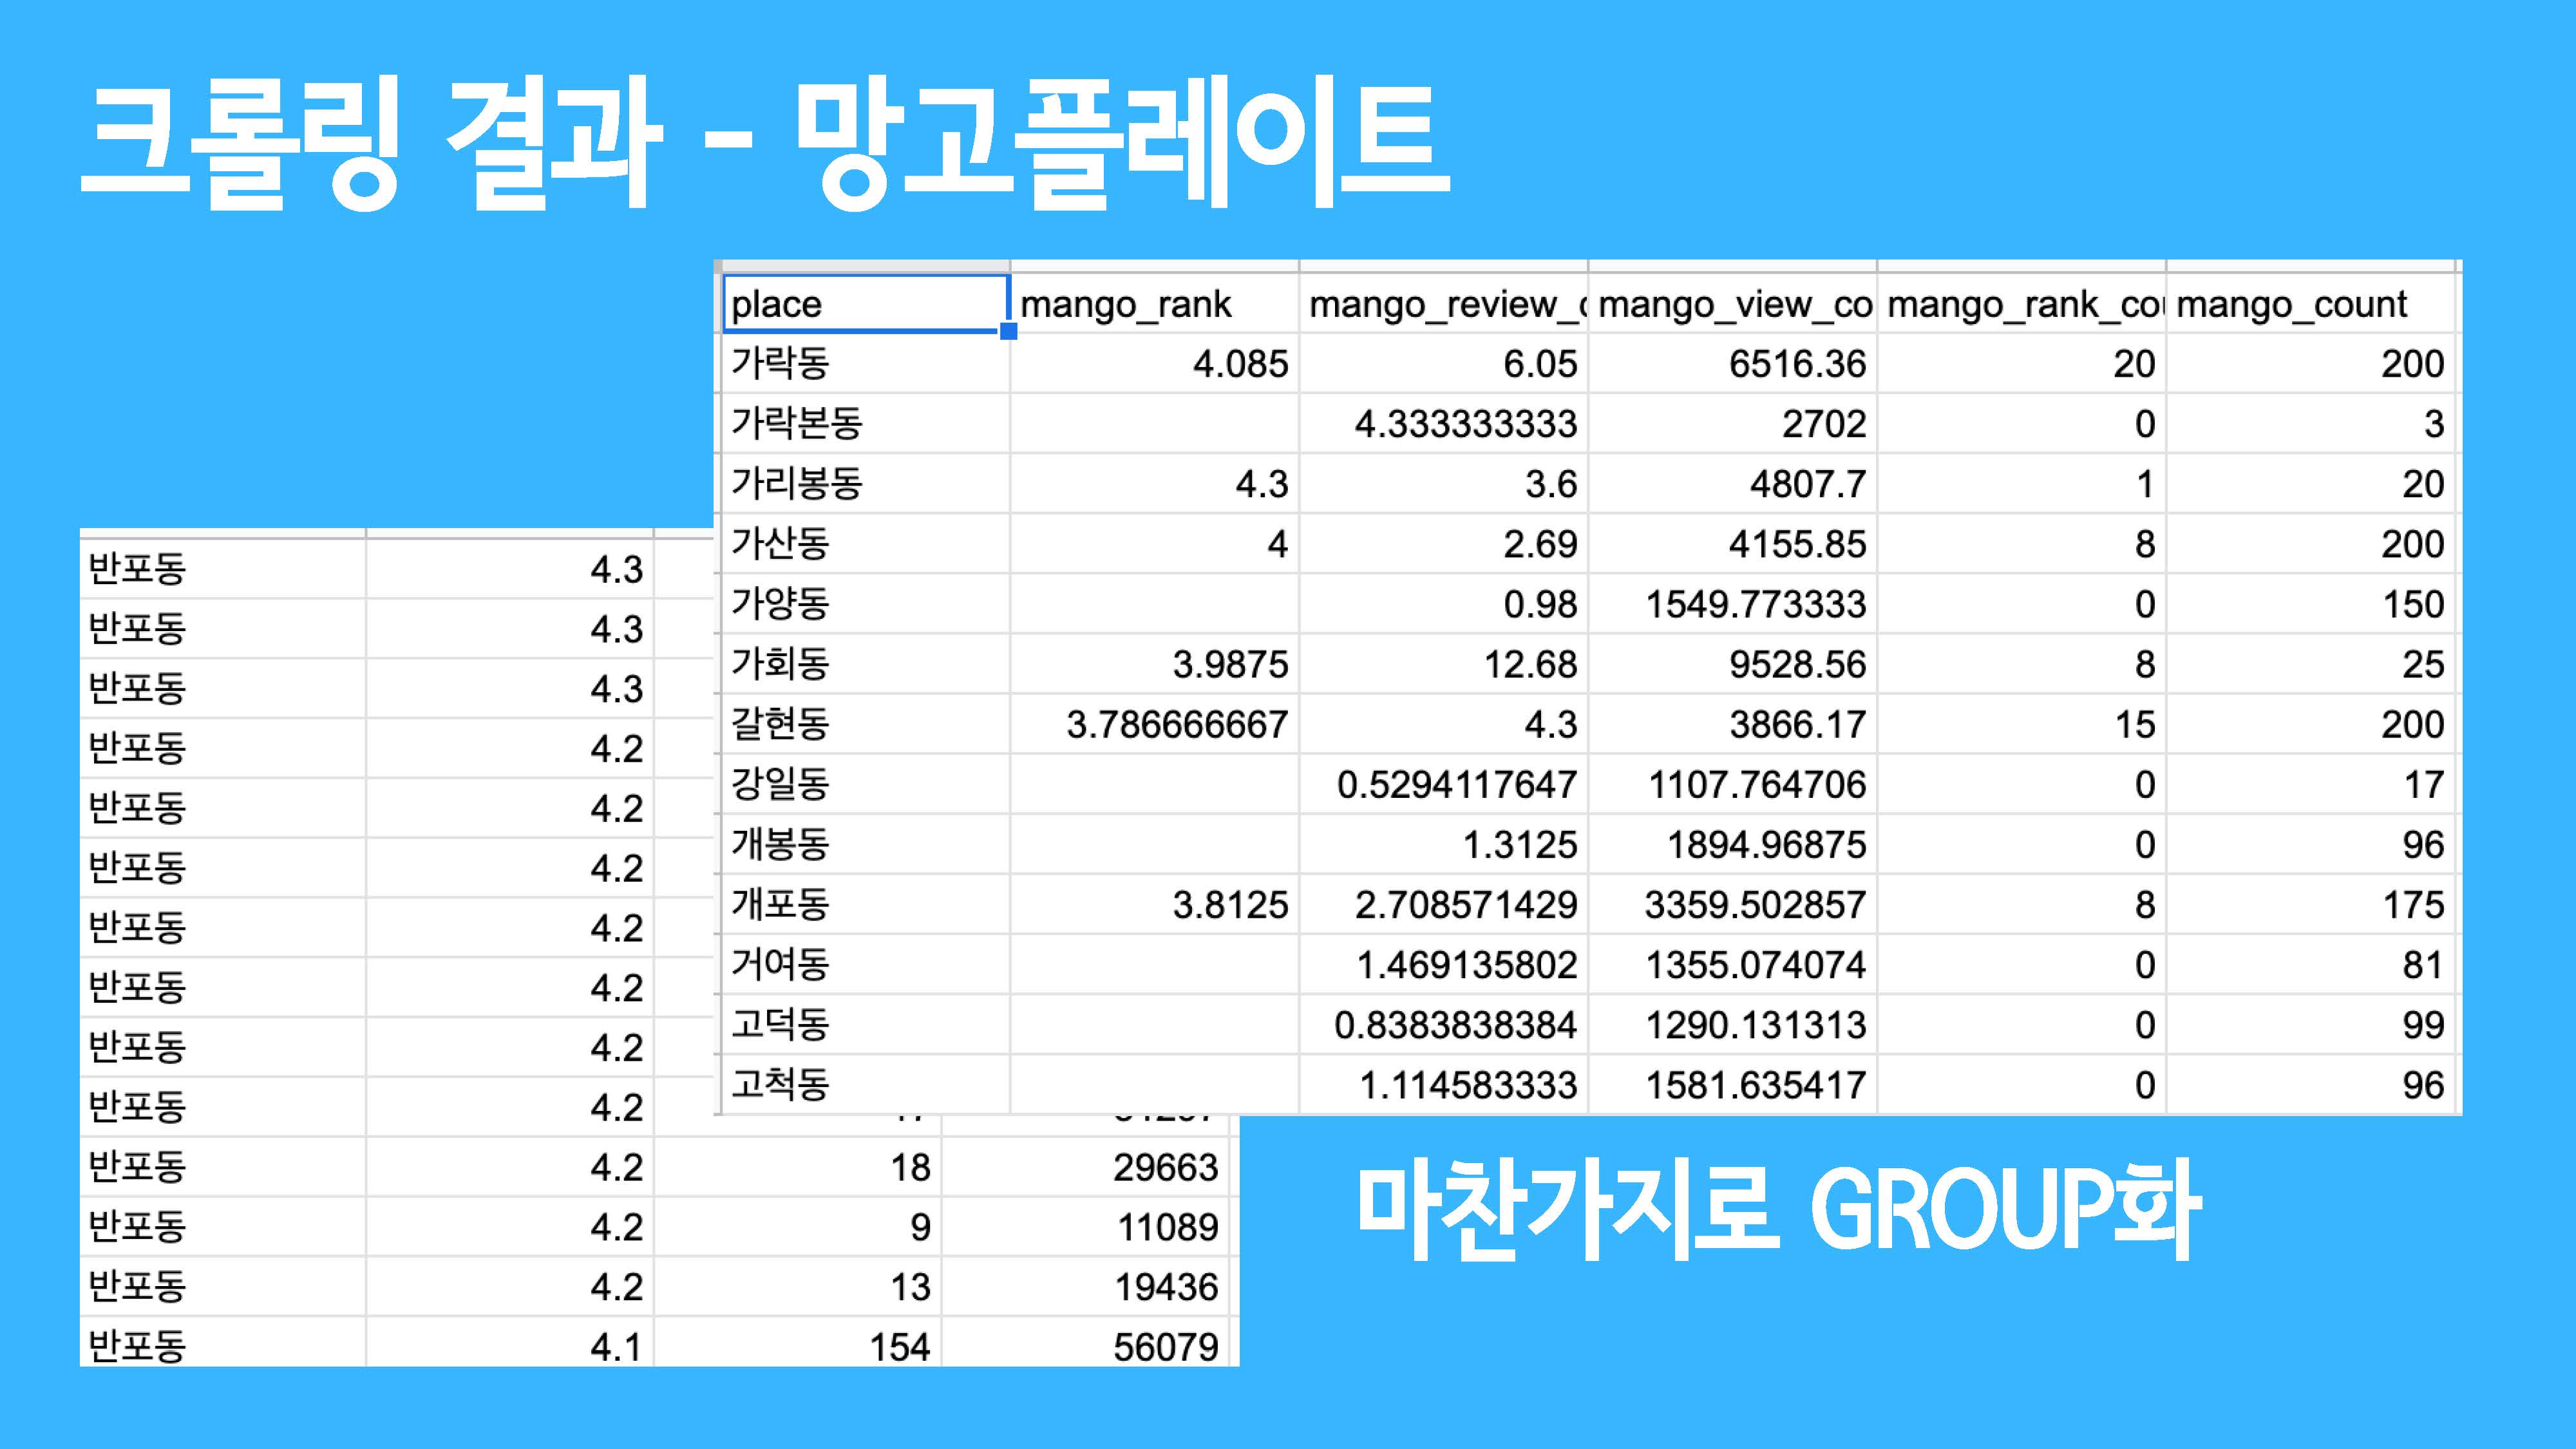 크롤링 결과 - 망고플레이트
place mango_rank mango_review_ mango_view_co mango_rank_co mango_count
가락동 4.085 6.05 6516.36 20 200
가락본동 4.333333333 2702 0 3
가리봉동 4.3 3.6 4807.7 1 20
가산동 4 2.69 4155.85 8 200
가양동 0.98 1549.773333 0 150
가회동 3.9875 12.68 9528.56 8 25
갈현동 3.786666667 4.3 3866.17 15 200
강일동 0.5294117647 1107.764706 0 17
개봉동 1.3125 1894.96875 0 96
개포동 3.8125 2.708571429 3359.502857 8 175
거여동 1.469135802 1355.074074 0 81
고덕동 0.8383838384 1290.131313 0 99
고척동 1.114583333 1581.635417 0 96
반포동 4.3
반포동 4.3
반포동 4.3
반포동 4.2
반포동 4.2
반포동 4.2
반포동 4.2
반포동 4.2
반포동 4.2
반포동 4.2
반포동 4.2 18 29663
반포동 4.2 9 11089
반포동 4.2 13 19436
반포동 4.1 154 56079
마찬가지로 GROUP화